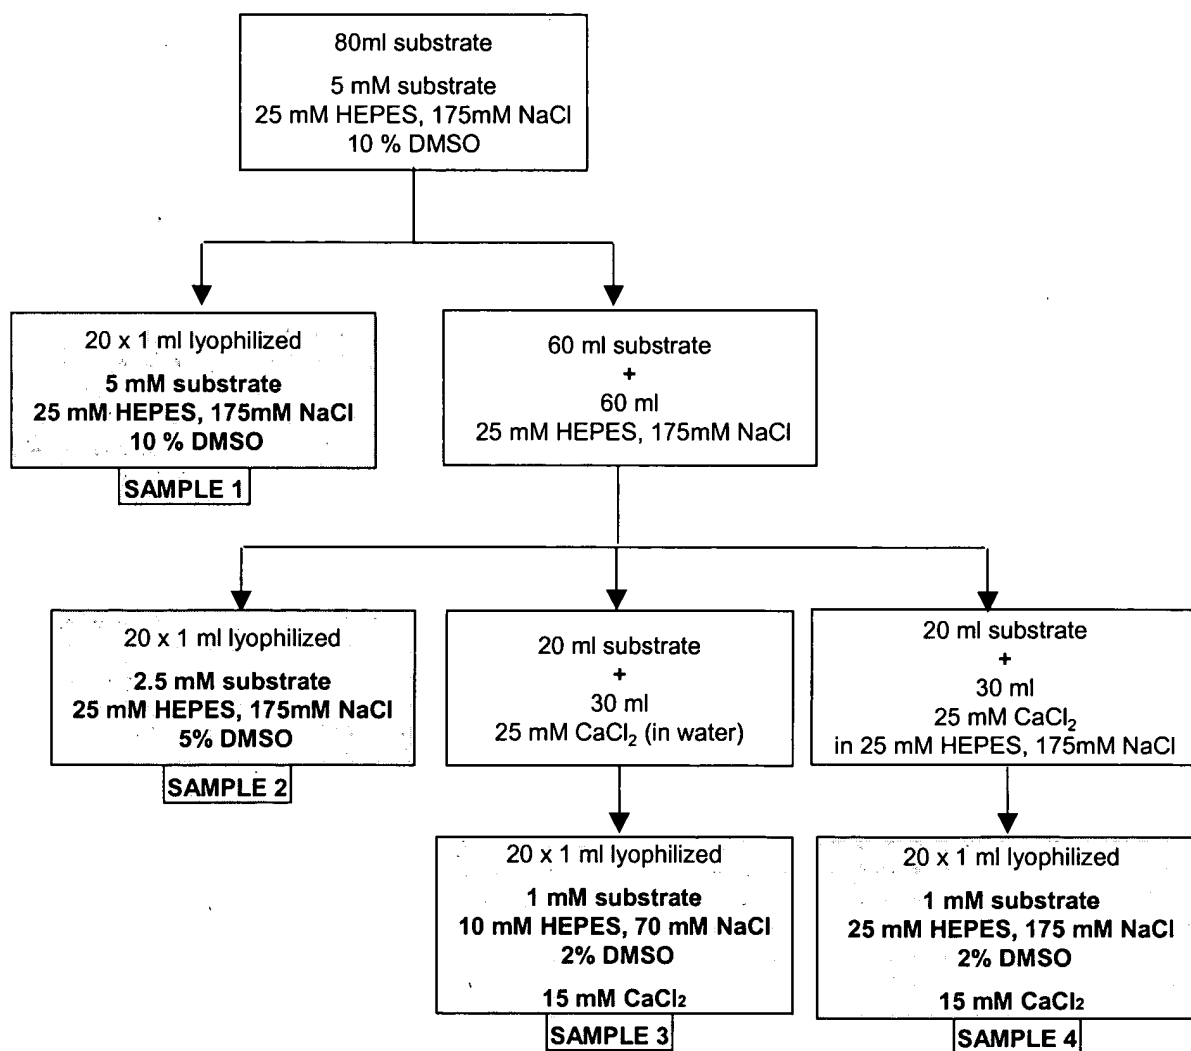 80ml substrate
5 mM substrate
25 mM HEPES, 175mM NaCl
10 % DMSO
20 x 1 ml lyophilized
5 mM substrate
25 mM HEPES, 175mM NaCl
10 % DMSO
SAMPLE 1
60 ml substrate
+
60 ml
25 mM HEPES, 175mM NaCl
20 x 1 ml lyophilized
2.5 mM substrate
25 mM HEPES, 175mM NaCl
5% DMSO
SAMPLE 2
20 ml substrate
+
30 ml
25 mM CaCl₂ (in water)
20 ml substrate
+
30 ml
25 mM CaCl₂
in 25 mM HEPES, 175mM NaCl
20 x 1 ml lyophilized
1 mM substrate
10 mM HEPES, 70 mM NaCl
2% DMSO
15 mM CaCl₂
SAMPLE 3
20 x 1 ml lyophilized
1 mM substrate
25 mM HEPES, 175 mM NaCl
2% DMSO
15 mM CaCl₂
SAMPLE 4